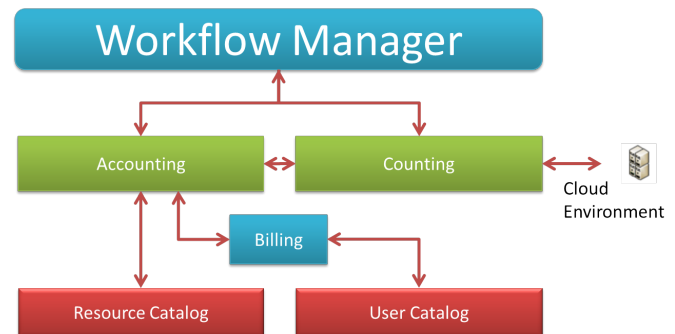 Workflow Manager
Accounting
Counting
Cloud
Environment
Billing
Resource Catalog
User Catalog